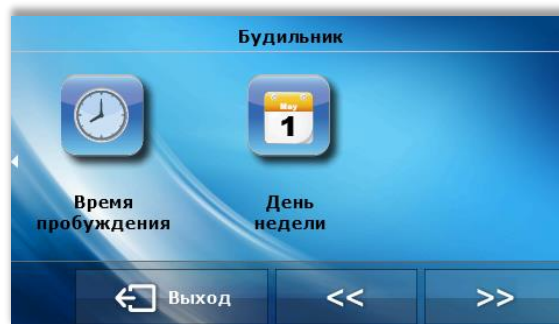 Будильник
May
1
Время
пробуждения
День
недели
Выход
<<
>>